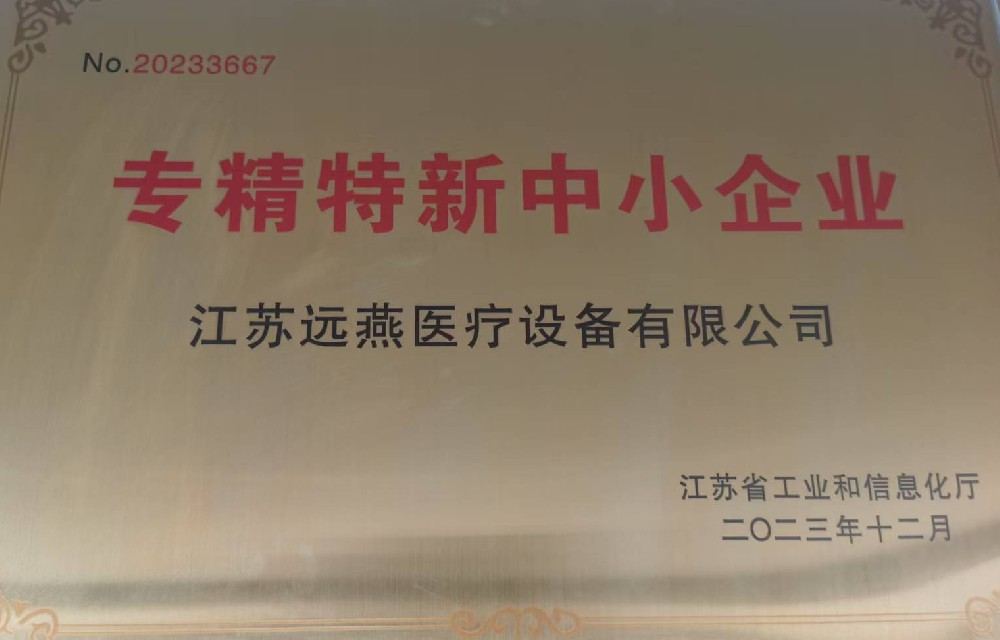 No.20233667
专精特新中小企业
江苏远燕医疗设备有限公司
江苏省工业和信息化厅
二〇二三年十二月